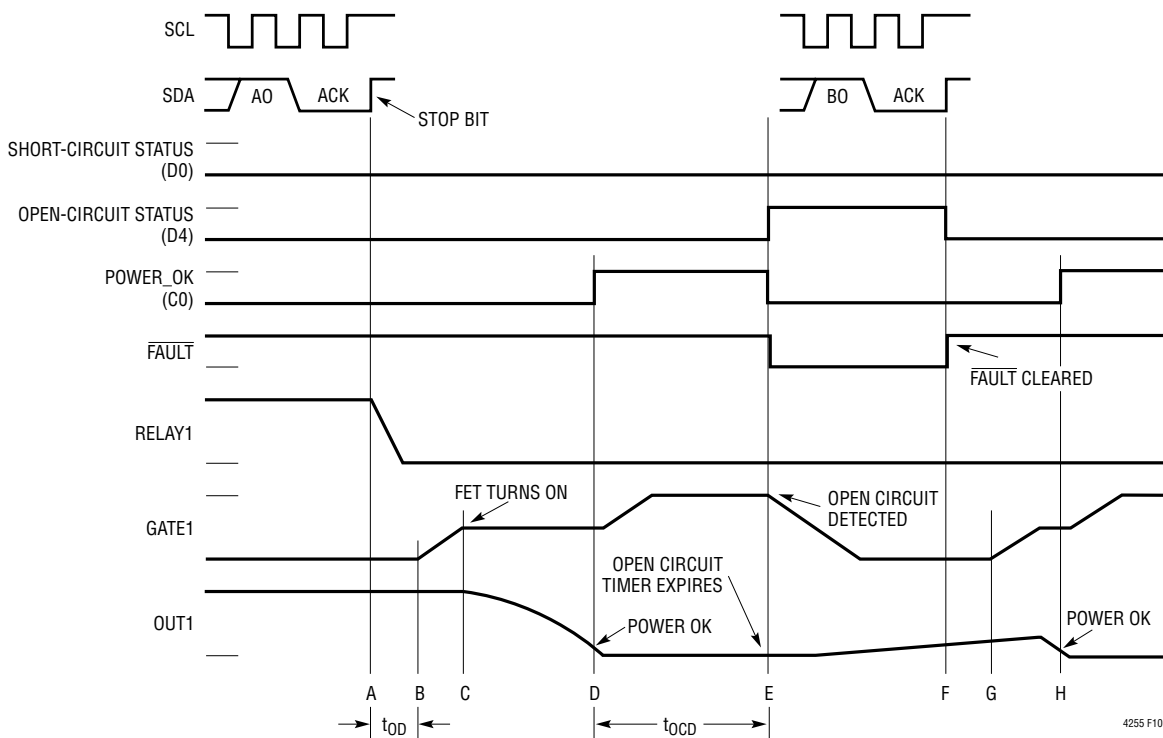 SCL
SDA
AO
ACK
STOP BIT
BO
ACK
SHORT-CIRCUIT STATUS
(D0)
OPEN-CIRCUIT STATUS
(D4)
POWER_OK
(C0)
FAULT
FAULT CLEARED
RELAY1
FET TURNS ON
GATE1
OPEN CIRCUIT
DETECTED
OPEN CIRCUIT
TIMER EXPIRES
OUT1
POWER OK
POWER OK
A B C D E F G H
tOD
tOCD
4255 F10